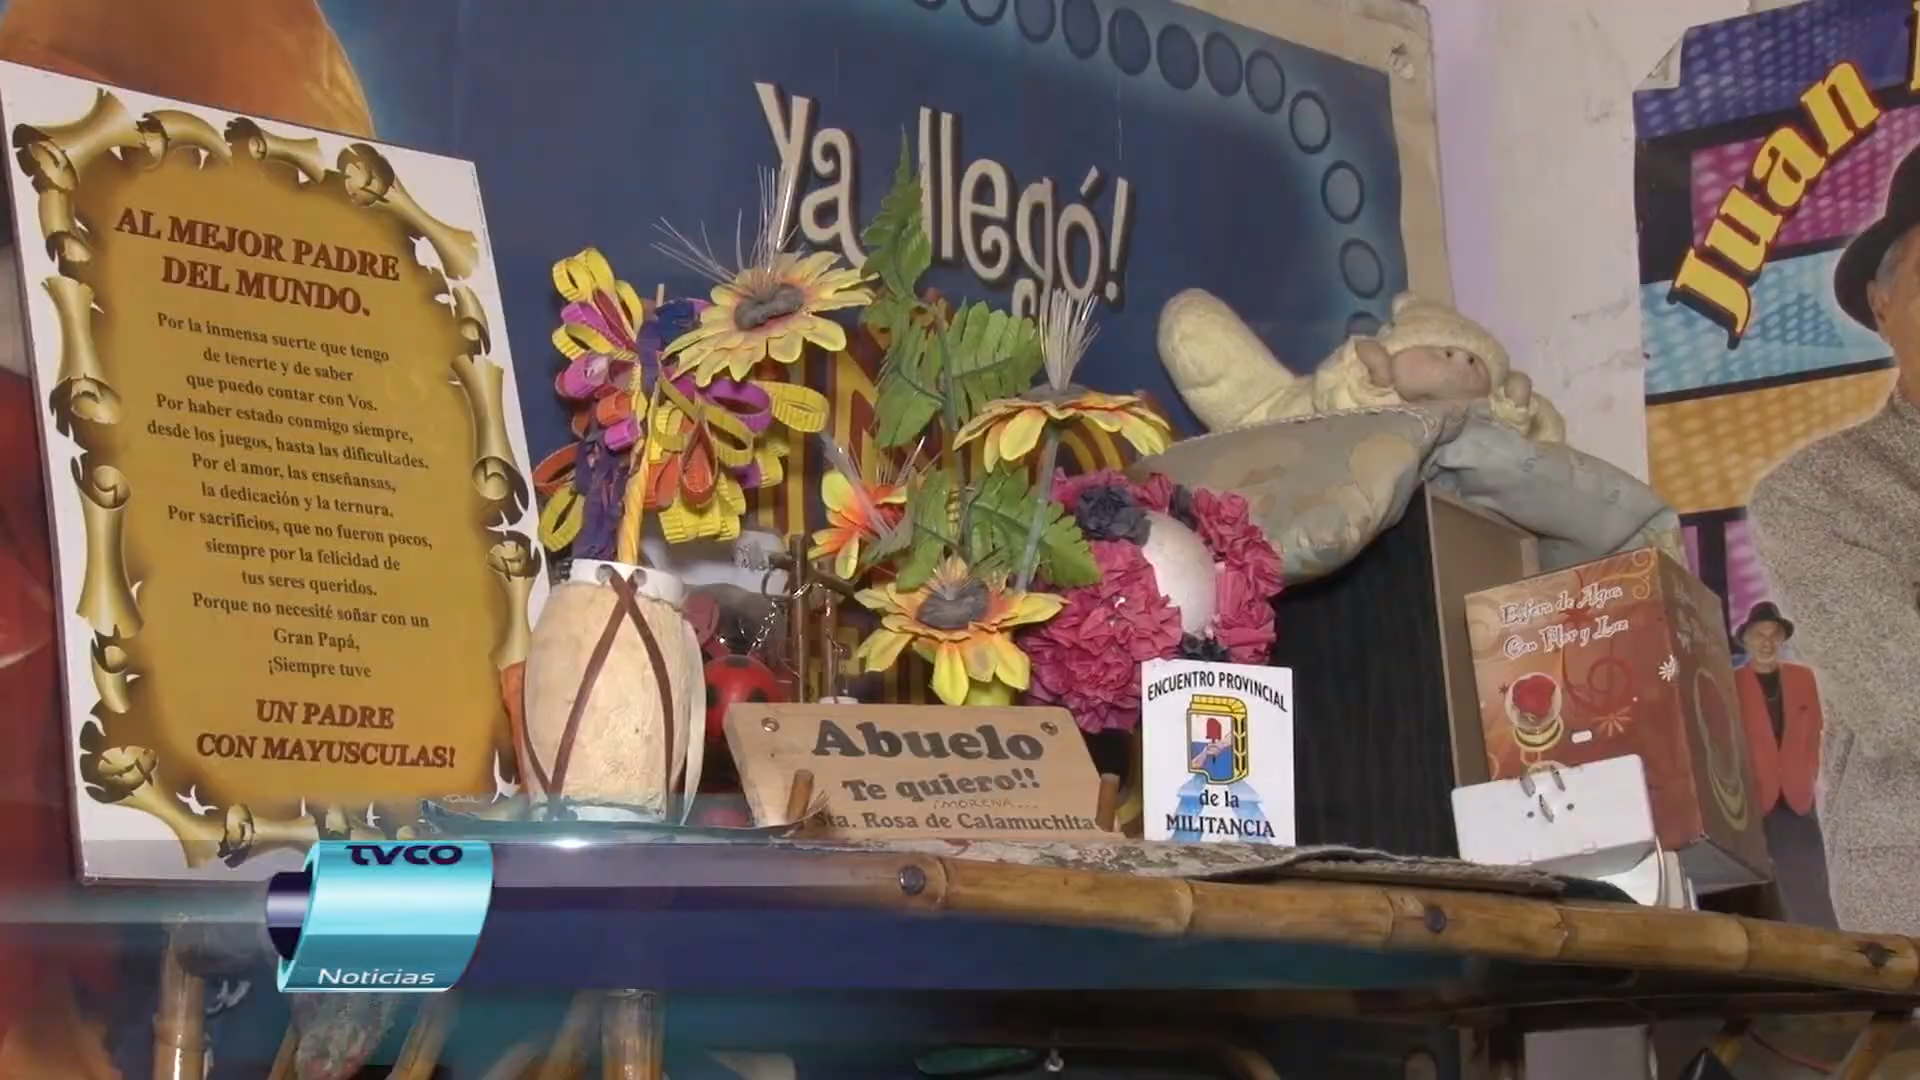 AL MEJOR PADRE
DEL MUNDO.
Por la inmensa suerte que tengo
de tenerte y de saber
que puedo contar con Vos.
Por haber estado conmigo siempre,
desde los juegos, hasta las dificultades.
Por el amor, las enseñansas,
la dedicación y la ternura.
Por sacrificios, que no fueron pocos,
siempre por la felicidad de
tus seres queridos.
Porque no necesité soñar con un
Gran Papá,
¡Siempre tuve
UN PADRE
CON MAYUSCULAS!
Ya llegó!
Juan
Abuelo
Te quiero!!
¡MORENA...
Sta. Rosa de Calamuchita
ENCUENTRO PROVINCIAL
de la
MILITANCIA
Esfera de Agua
Con Flor y Luz
TVCO
Noticias